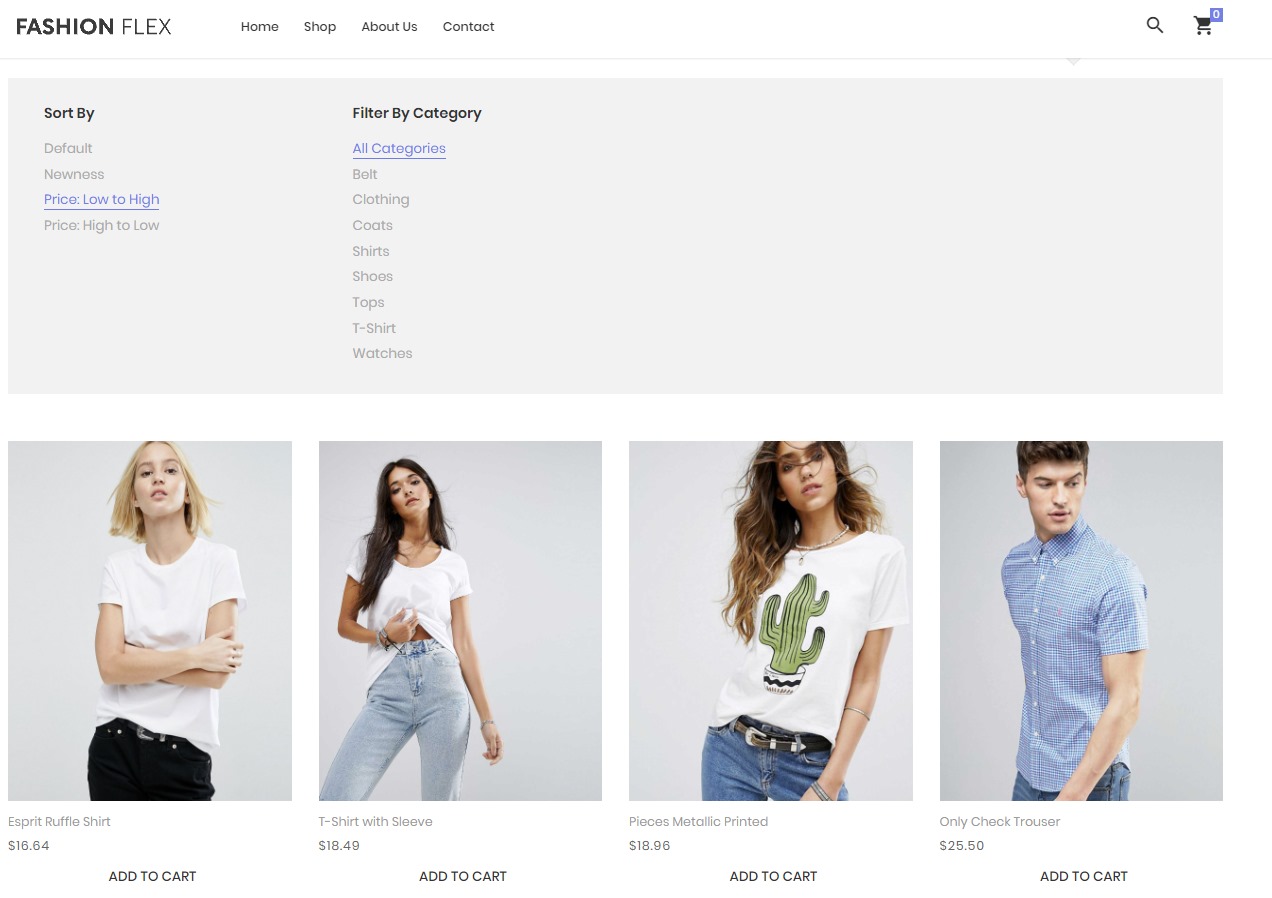 FASHION FLEX
Home Shop About Us Contact
0
Sort By
Default
Newness
Price: Low to High
Price: High to Low
Filter By Category
All Categories
Belt
Clothing
Coats
Shirts
Shoes
Tops
T-Shirt
Watches
Esprit Ruffle Shirt
$16.64
ADD TO CART
T-Shirt with Sleeve
$18.49
ADD TO CART
Pieces Metallic Printed
$18.96
ADD TO CART
Only Check Trouser
$25.50
ADD TO CART